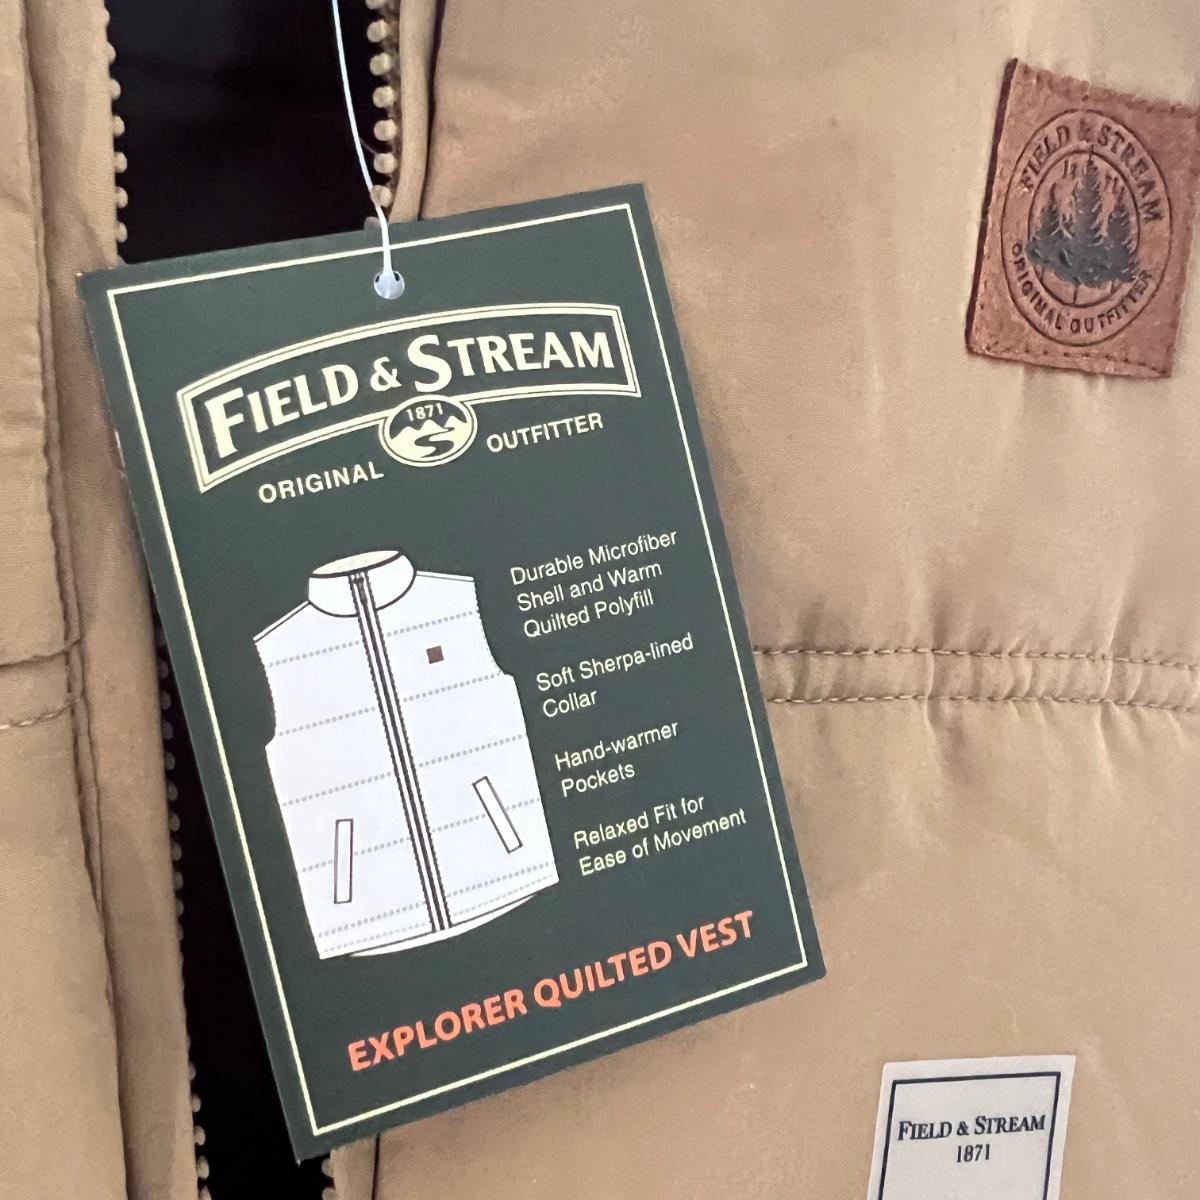 FIELD & STREAM
1871
ORIGINAL OUTFITTER
Durable Microfiber
Shell and Warm
Quilted Polyfill
Soft Sherpa-lined
Collar
Hand-warmer
Pockets
Relaxed Fit for
Ease of Movement
EXPLORER QUILTED VEST
FIELD & STREAM
ORIGINAL OUTFITTER
FIELD & STREAM
1871